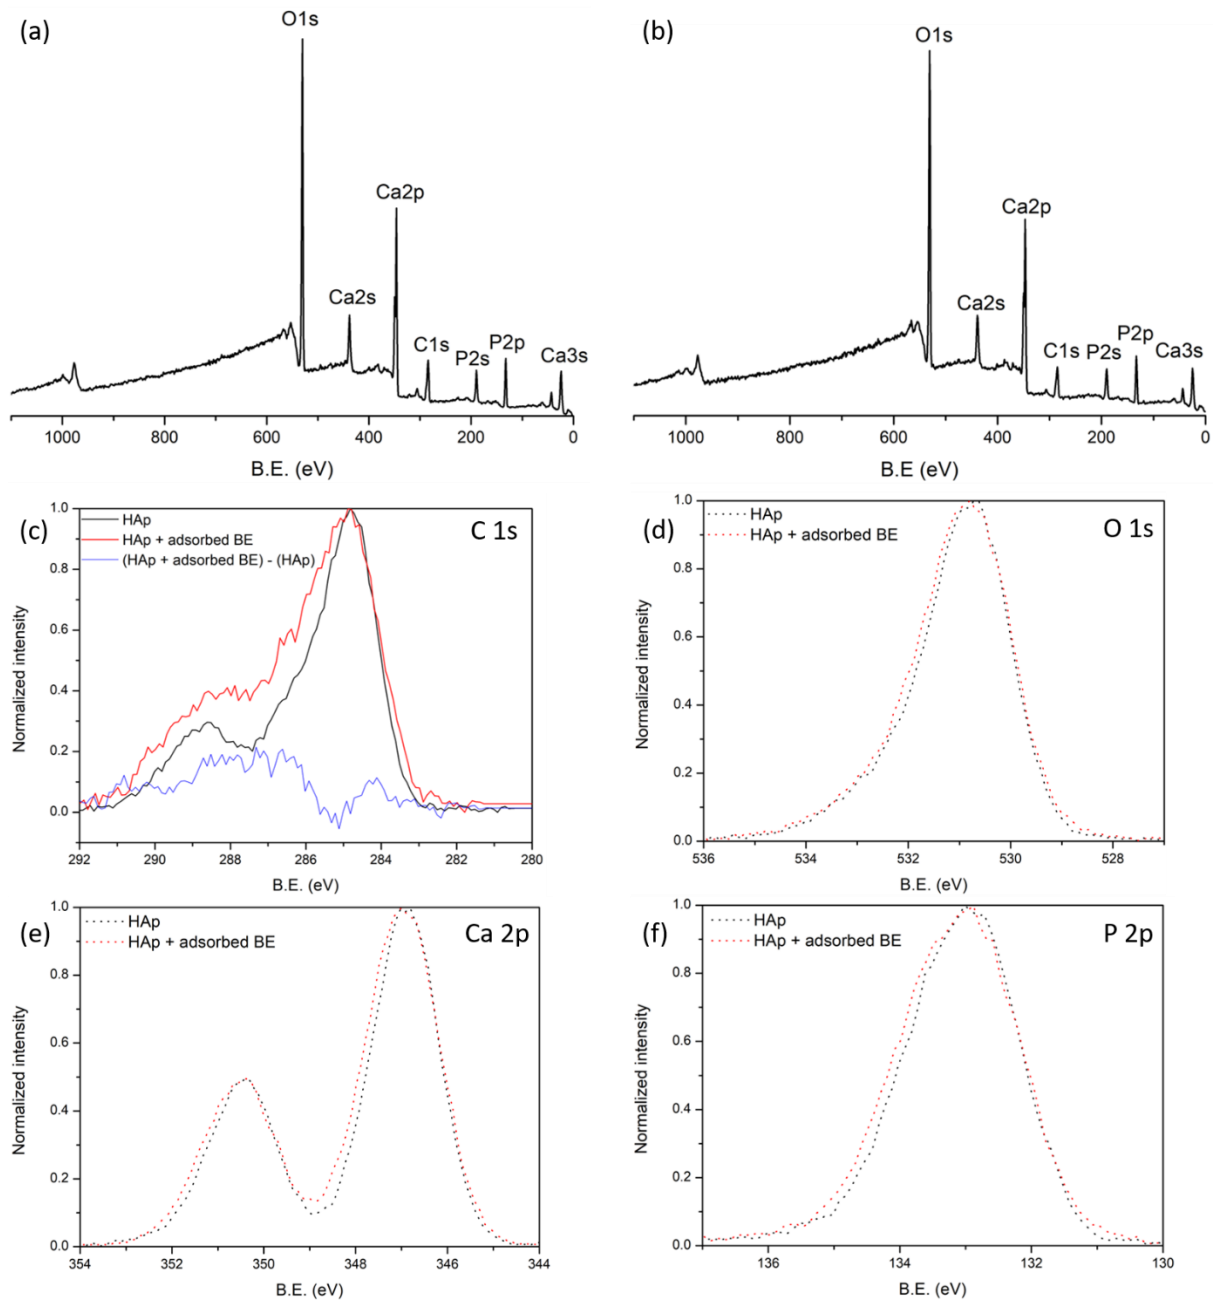 (a)
O1s
Ca2p
Ca2s
C1s
P2s
P2p
Ca3s
1000 800 600 400 200 0
B.E. (eV)
(b)
O1s
Ca2p
Ca2s
C1s
P2s
P2p
Ca3s
1000 800 600 400 200 0
B.E (eV)
(c)
C 1s
HAp
HAp + adsorbed BE
(HAp + adsorbed BE) - (HAp)
Normalized intensity
1.0
0.8
0.6
0.4
0.2
0.0
292 290 288 286 284 282 280
B.E. (eV)
(d)
O 1s
HAp
HAp + adsorbed BE
Normalized intensity
1.0
0.8
0.6
0.4
0.2
0.0
536 534 532 530 528
B.E. (eV)
(e)
Ca 2p
HAp
HAp + adsorbed BE
Normalized intensity
1.0
0.8
0.6
0.4
0.2
0.0
354 352 350 348 346 344
B.E. (eV)
(f)
P 2p
HAp
HAp + adsorbed BE
Normalized intensity
1.0
0.8
0.6
0.4
0.2
0.0
136 134 132 130
B.E. (eV)